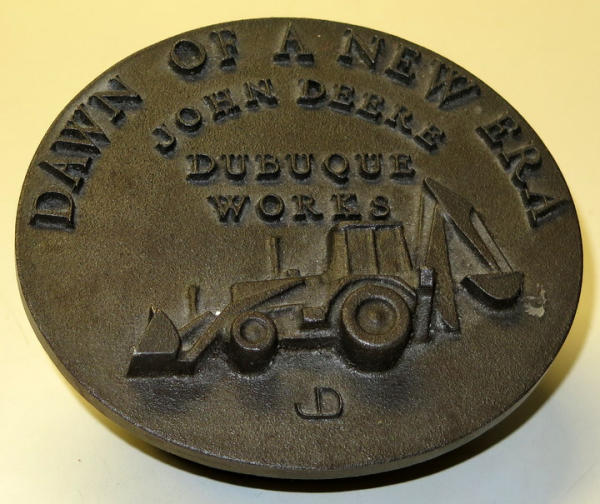 DAWN OF A NEW ERA
JOHN DEERE
DUBUQUE
WORKS
JD